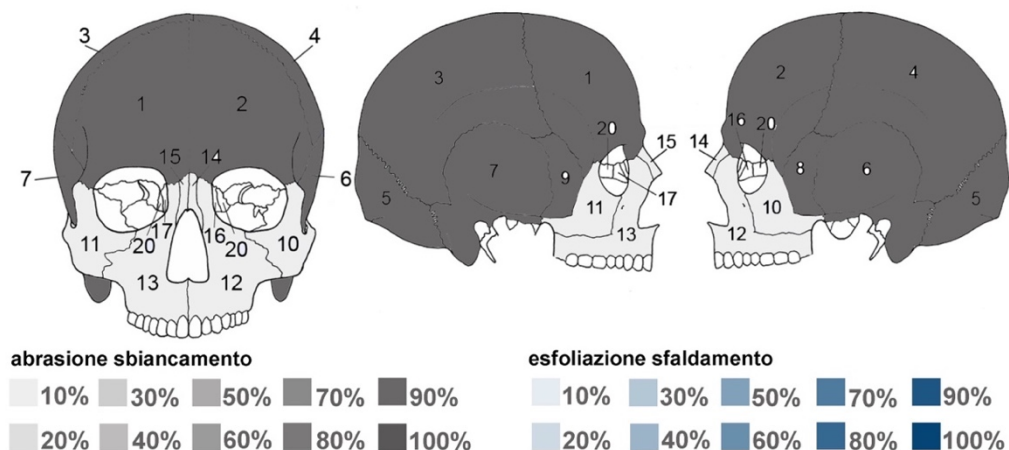 3 4 3 1 2 4
1 2
15 14
20 15 14 16 20
7 6 7 9 8 6
17
11 20 17 16 20 10
5 11 10 5
13 12
13 12
abrasione sbiancamento
10% 30% 50% 70% 90%
20% 40% 60% 80% 100%
esfoliazione sfaldamento
10% 30% 50% 70% 90%
20% 40% 60% 80% 100%